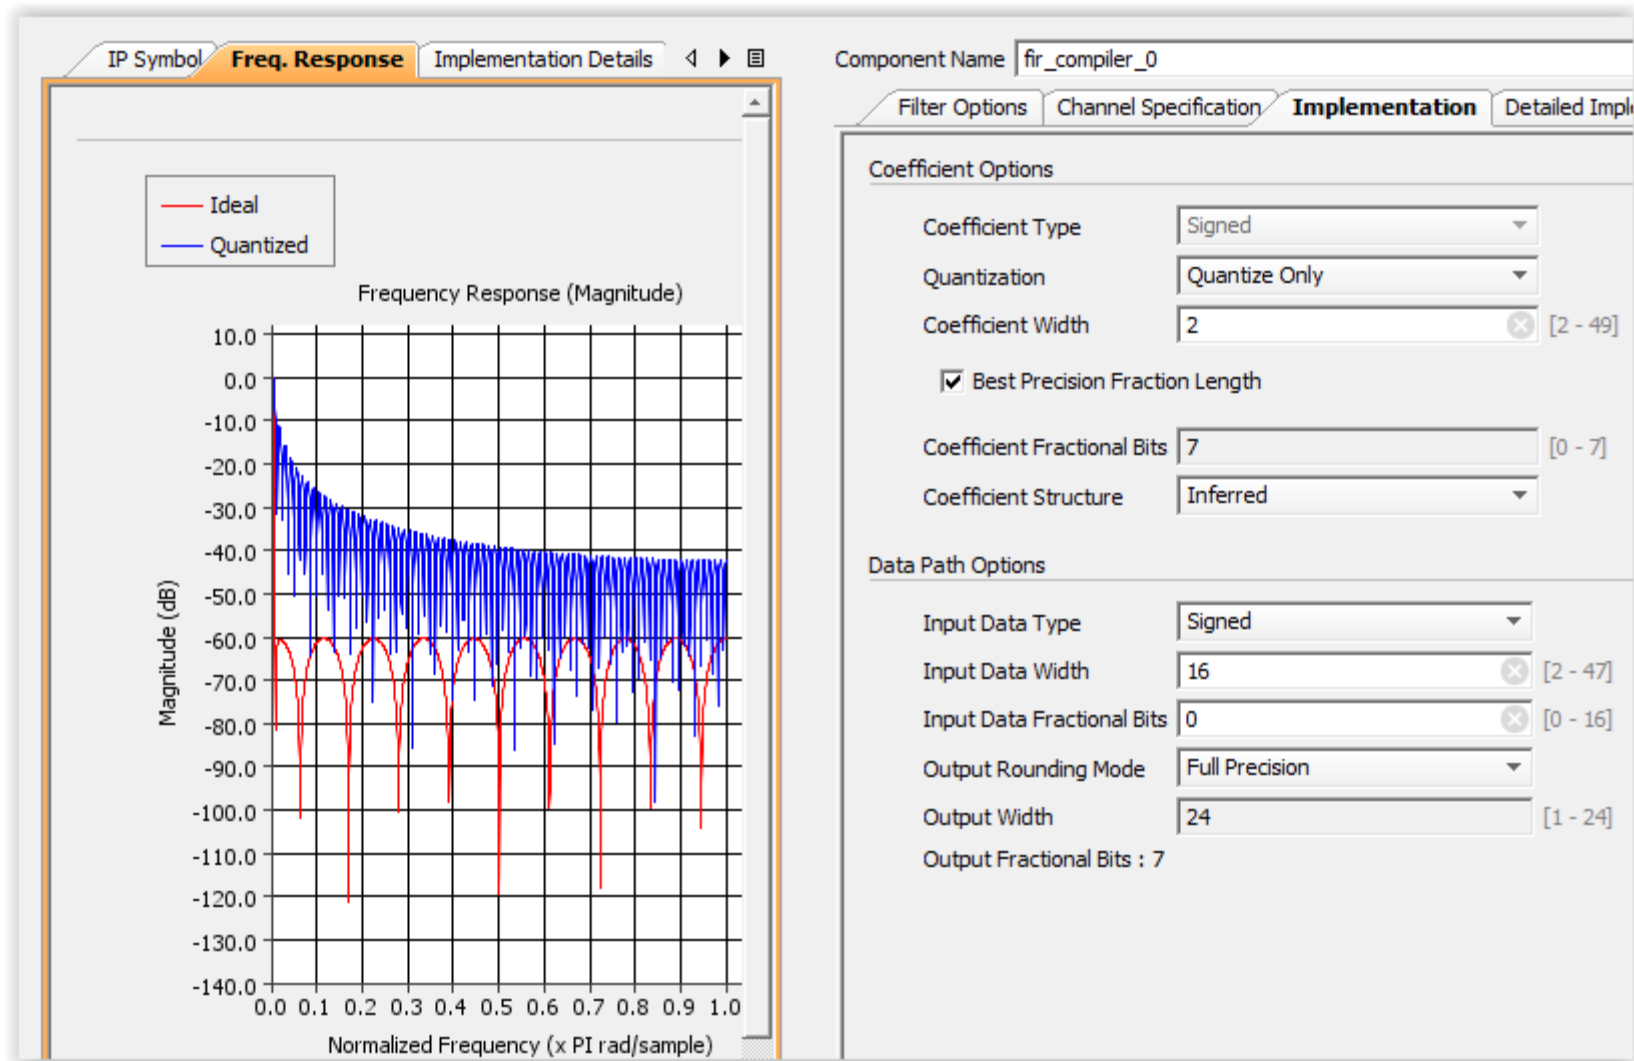 IP Symbol Freq. Response Implementation Details
Ideal
Quantized
Frequency Response (Magnitude)
Magnitude (dB)
10.0
0.0
-10.0
-20.0
-30.0
-40.0
-50.0
-60.0
-70.0
-80.0
-90.0
-100.0
-110.0
-120.0
-130.0
-140.0
0.0 0.1 0.2 0.3 0.4 0.5 0.6 0.7 0.8 0.9 1.0
Normalized Frequency (x PI rad/sample)
Component Name fir_compiler_0
Filter Options Channel Specification Implementation Detailed Impl
Coefficient Options
Coefficient Type Signed
Quantization Quantize Only
Coefficient Width 2 [2 - 49]
Best Precision Fraction Length
Coefficient Fractional Bits 7 [0 - 7]
Coefficient Structure Inferred
Data Path Options
Input Data Type Signed
Input Data Width 16 [2 - 47]
Input Data Fractional Bits 0 [0 - 16]
Output Rounding Mode Full Precision
Output Width 24 [1 - 24]
Output Fractional Bits : 7